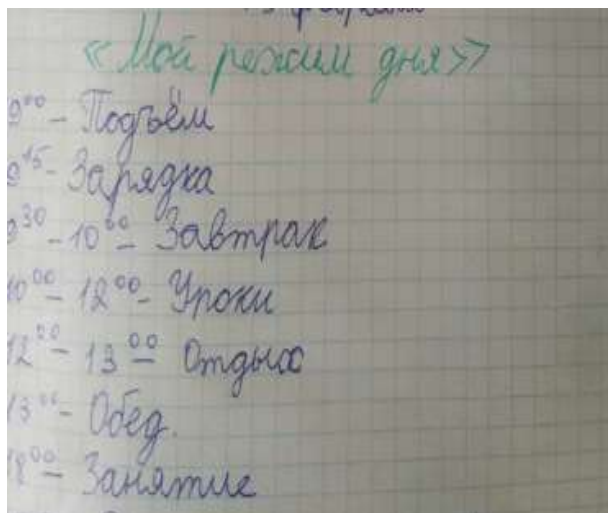 «Мой режим дня»
9⁰⁰ - Подъём
9¹⁵ - Зарядка
9³⁰ - 10⁰⁰ - Завтрак
10⁰⁰ - 12⁰⁰ - Уроки
12⁰⁰ - 13⁰⁰ - Отдых
13⁰⁰ - Обед.
18⁰⁰ - Занятие